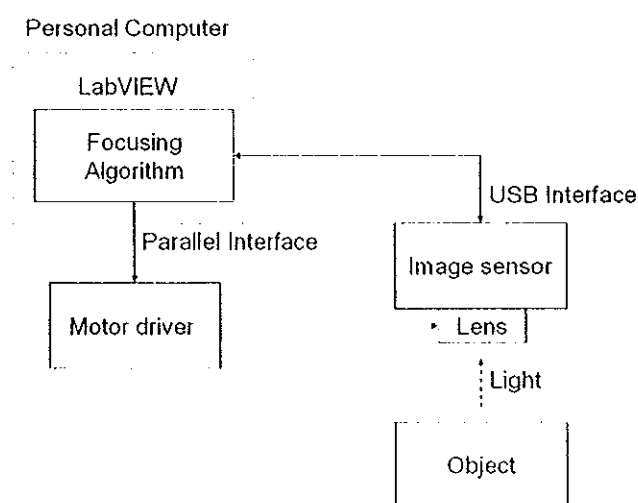 Personal Computer
LabVIEW
Focusing
Algorithm
USB Interface
Parallel Interface
Image sensor
Motor driver
Lens
Light
Object